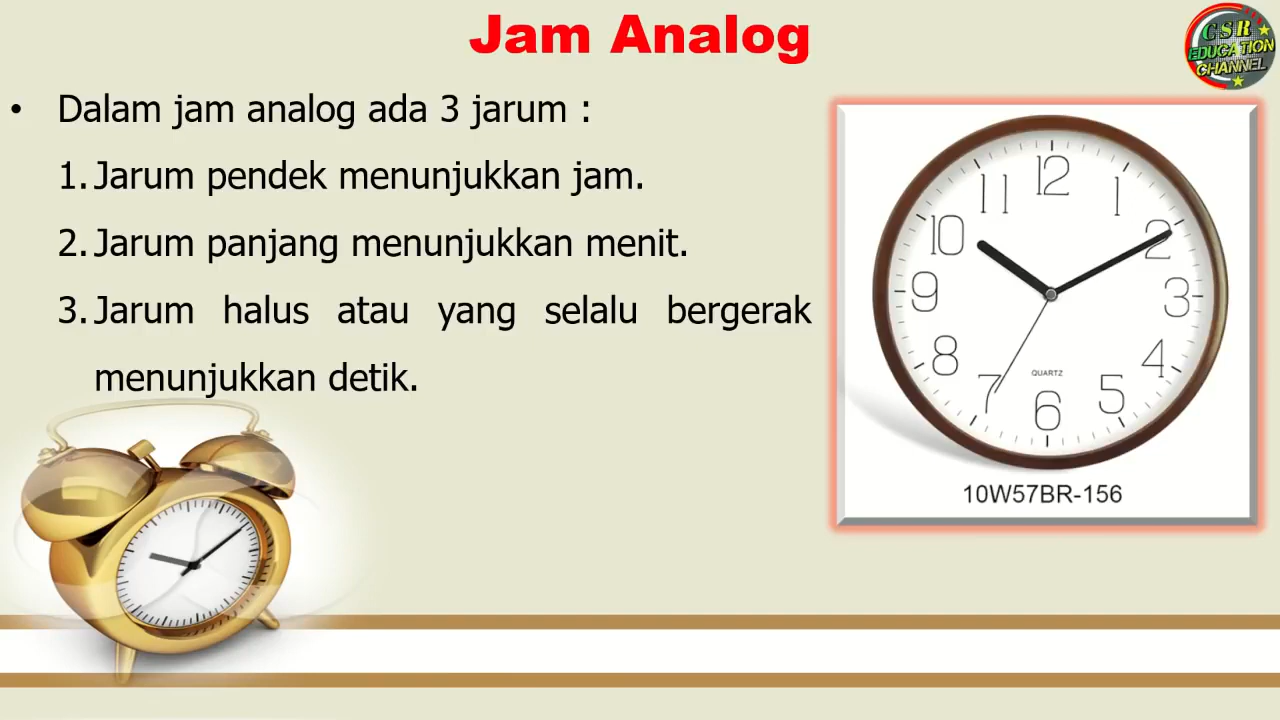 Jam Analog
CSR
EDUCATION
CHANNEL
• Dalam jam analog ada 3 jarum :
1. Jarum pendek menunjukkan jam.
2. Jarum panjang menunjukkan menit.
3. Jarum halus atau yang selalu bergerak
menunjukkan detik.
12
11 1
10 2
9 3
8 4
7 5
6
QUARTZ
10W57BR-156